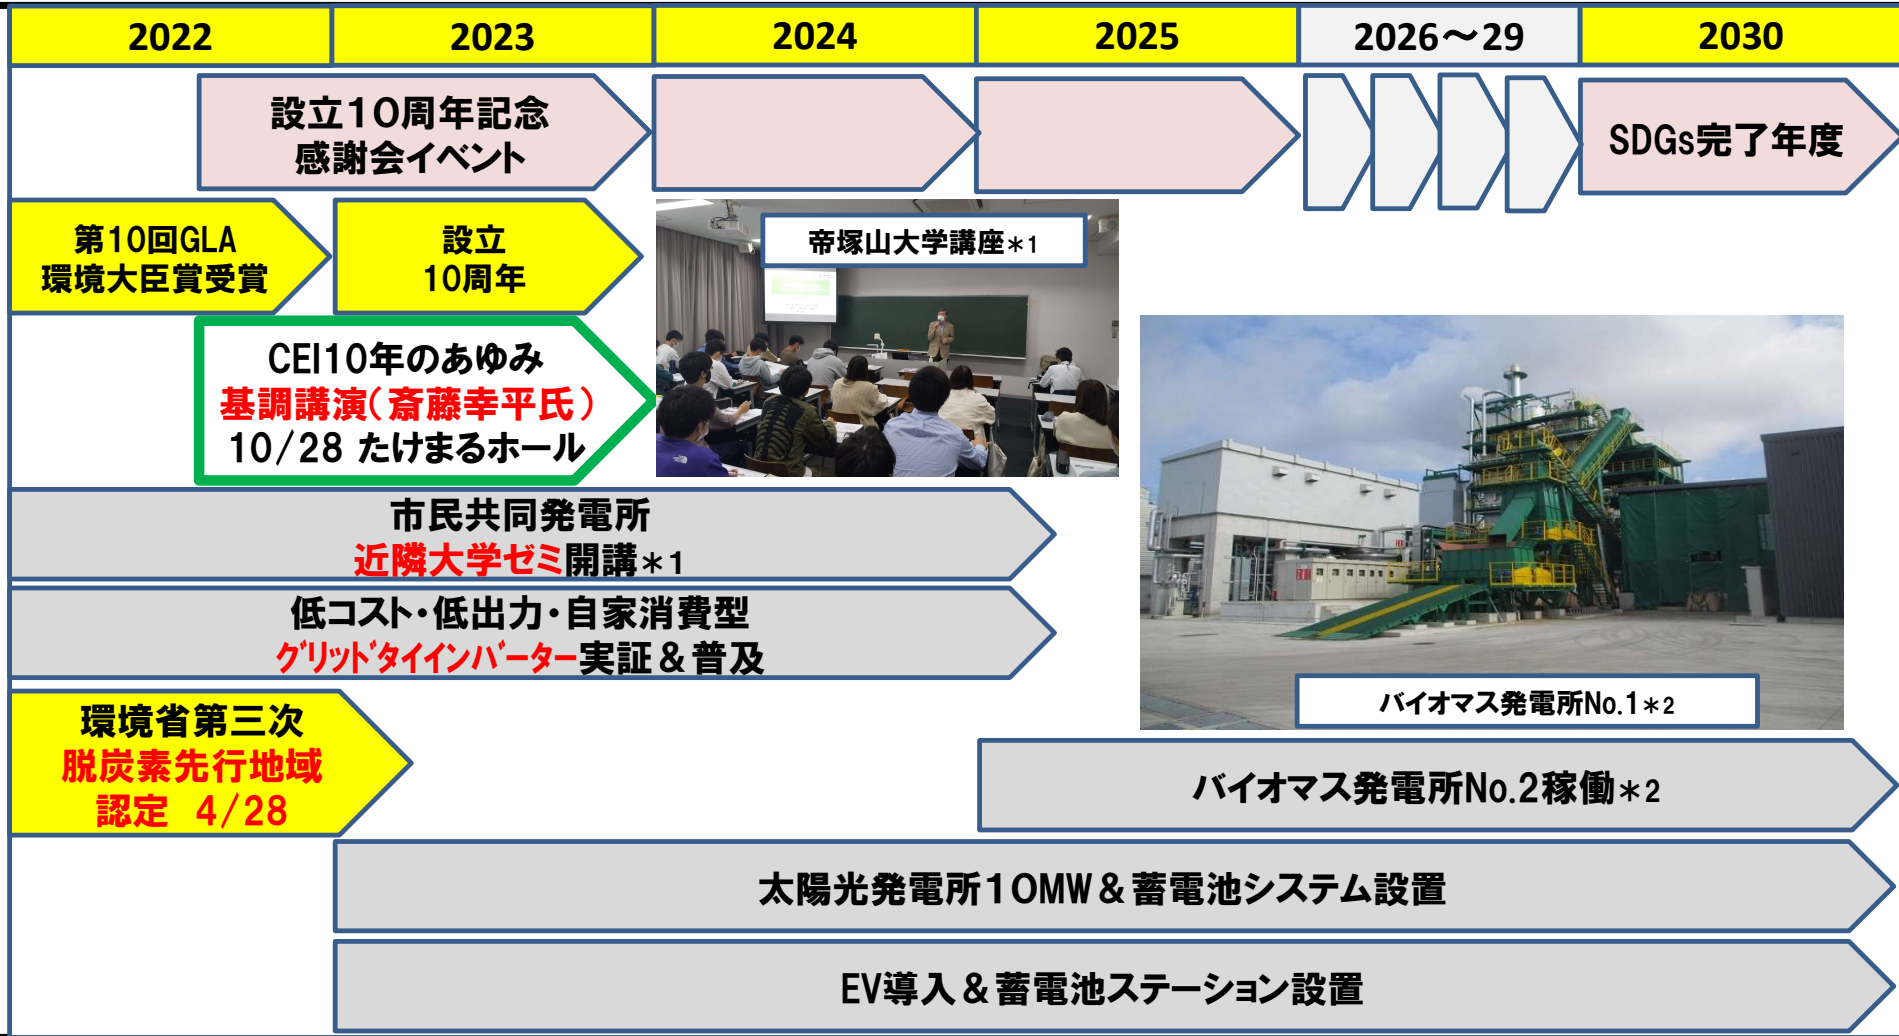 2022
2023
2024
2025
2026～29
2030
設立10周年記念
感謝会イベント
SDGs完了年度
第10回GLA
環境大臣賞受賞
設立
10周年
帝塚山大学講座＊1
CEI10年のあゆみ
基調講演（斎藤幸平氏）
10/28 たけまるホール
市民共同発電所
近隣大学ゼミ開講＊1
低コスト・低出力・自家消費型
グリッドタイインバーター実証＆普及
バイオマス発電所No.1＊2
環境省第三次
脱炭素先行地域
認定　4/28
バイオマス発電所No.2稼働＊2
太陽光発電所10MW＆蓄電池システム設置
EV導入＆蓄電池ステーション設置